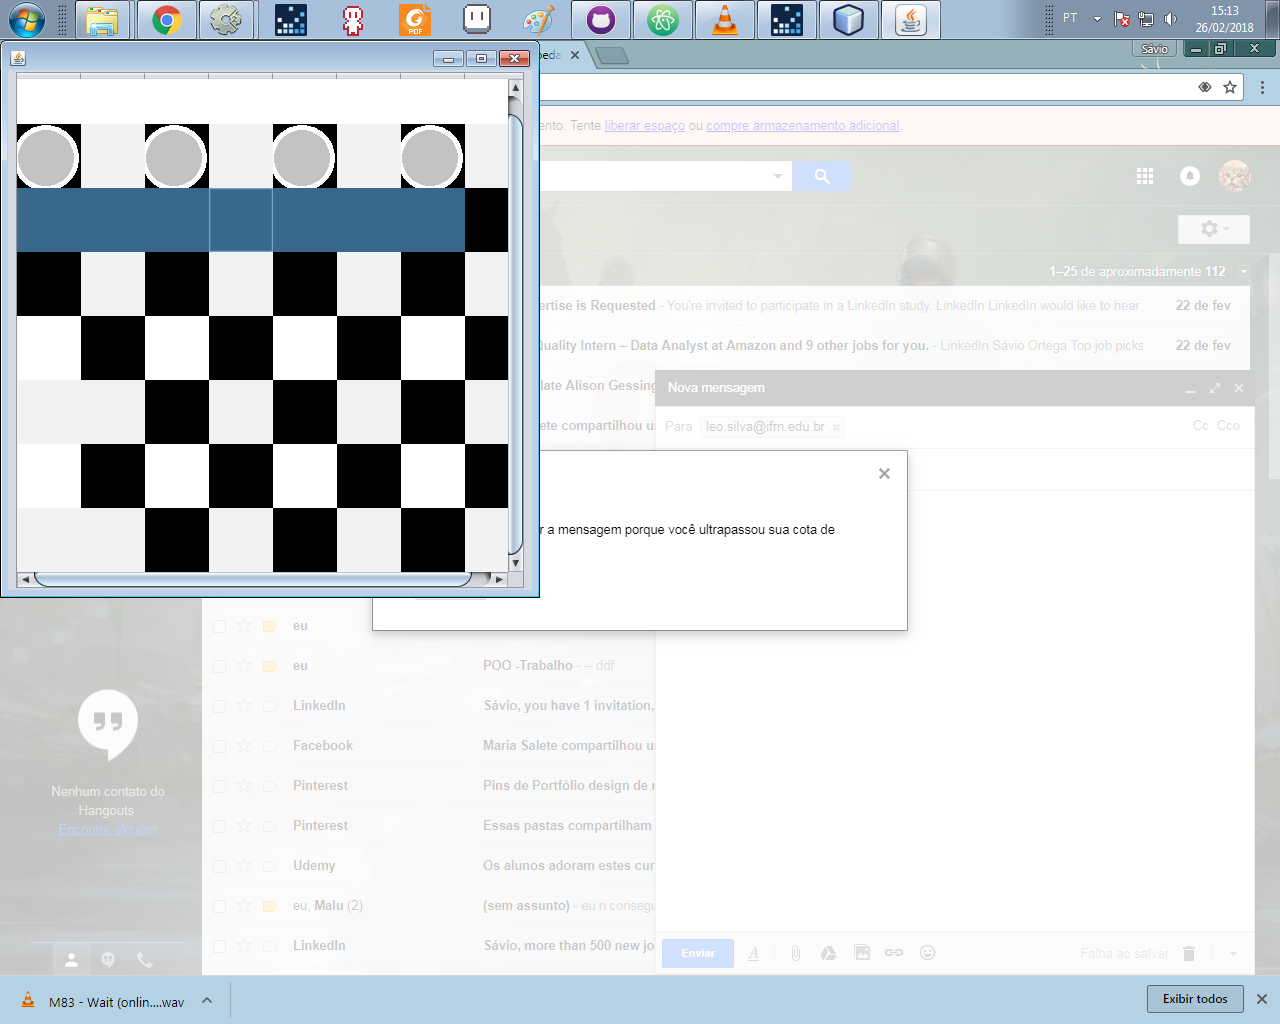 PDF
PT
15:13
26/02/2018
Sávio
eda
ento. Tente liberar espaço ou compre armazenamento adicional.
1–25 de aproximadamente 112
ertise is Requested - You're invited to participate in a LinkedIn study. LinkedIn LinkedIn would like to hear
22 de fev
Quality Intern – Data Analyst at Amazon and 9 other jobs for you. - LinkedIn Sávio Ortega Top job picks
22 de fev
late Alison Gessing
Nova mensagem
ete compartilhou u
Para leo.silva@ifrn.edu.br
Cc Cco
r a mensagem porque você ultrapassou sua cota de
eu
eu
POO -Trabalho - -- ddf
LinkedIn
Sávio, you have 1 invitation,
Facebook
Maria Salete compartilhou u
Pinterest
Pins de Portfólio design de
Pinterest
Essas pastas compartilham
Udemy
Os alunos adoram estes cur
eu, Malu (2)
(sem assunto) - eu n consegu
LinkedIn
Sávio, more than 500 new jo
Nenhum contato do
Hangouts
Encontre alguém
Enviar
Falha ao salvar
M83 - Wait (onlin....wav
Exibir todos